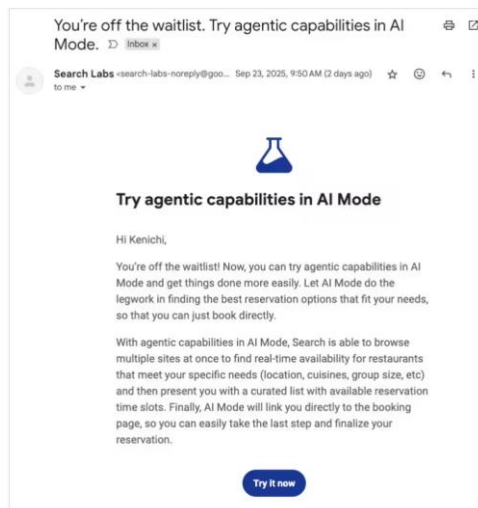 You're off the waitlist. Try agentic capabilities in AI
Mode. Inbox x
Search Labs <search-labs-noreply@goo... Sep 23, 2025, 9:50 AM (2 days ago)
to me
Try agentic capabilities in AI Mode
Hi Kenichi,
You're off the waitlist! Now, you can try agentic capabilities in AI
Mode and get things done more easily. Let AI Mode do the
legwork in finding the best reservation options that fit your needs,
so that you can just book directly.
With agentic capabilities in AI Mode, Search is able to browse
multiple sites at once to find real-time availability for restaurants
that meet your specific needs (location, cuisines, group size, etc)
and then present you with a curated list with available reservation
time slots. Finally, AI Mode will link you directly to the booking
page, so you can easily take the last step and finalize your
reservation.
Try it now